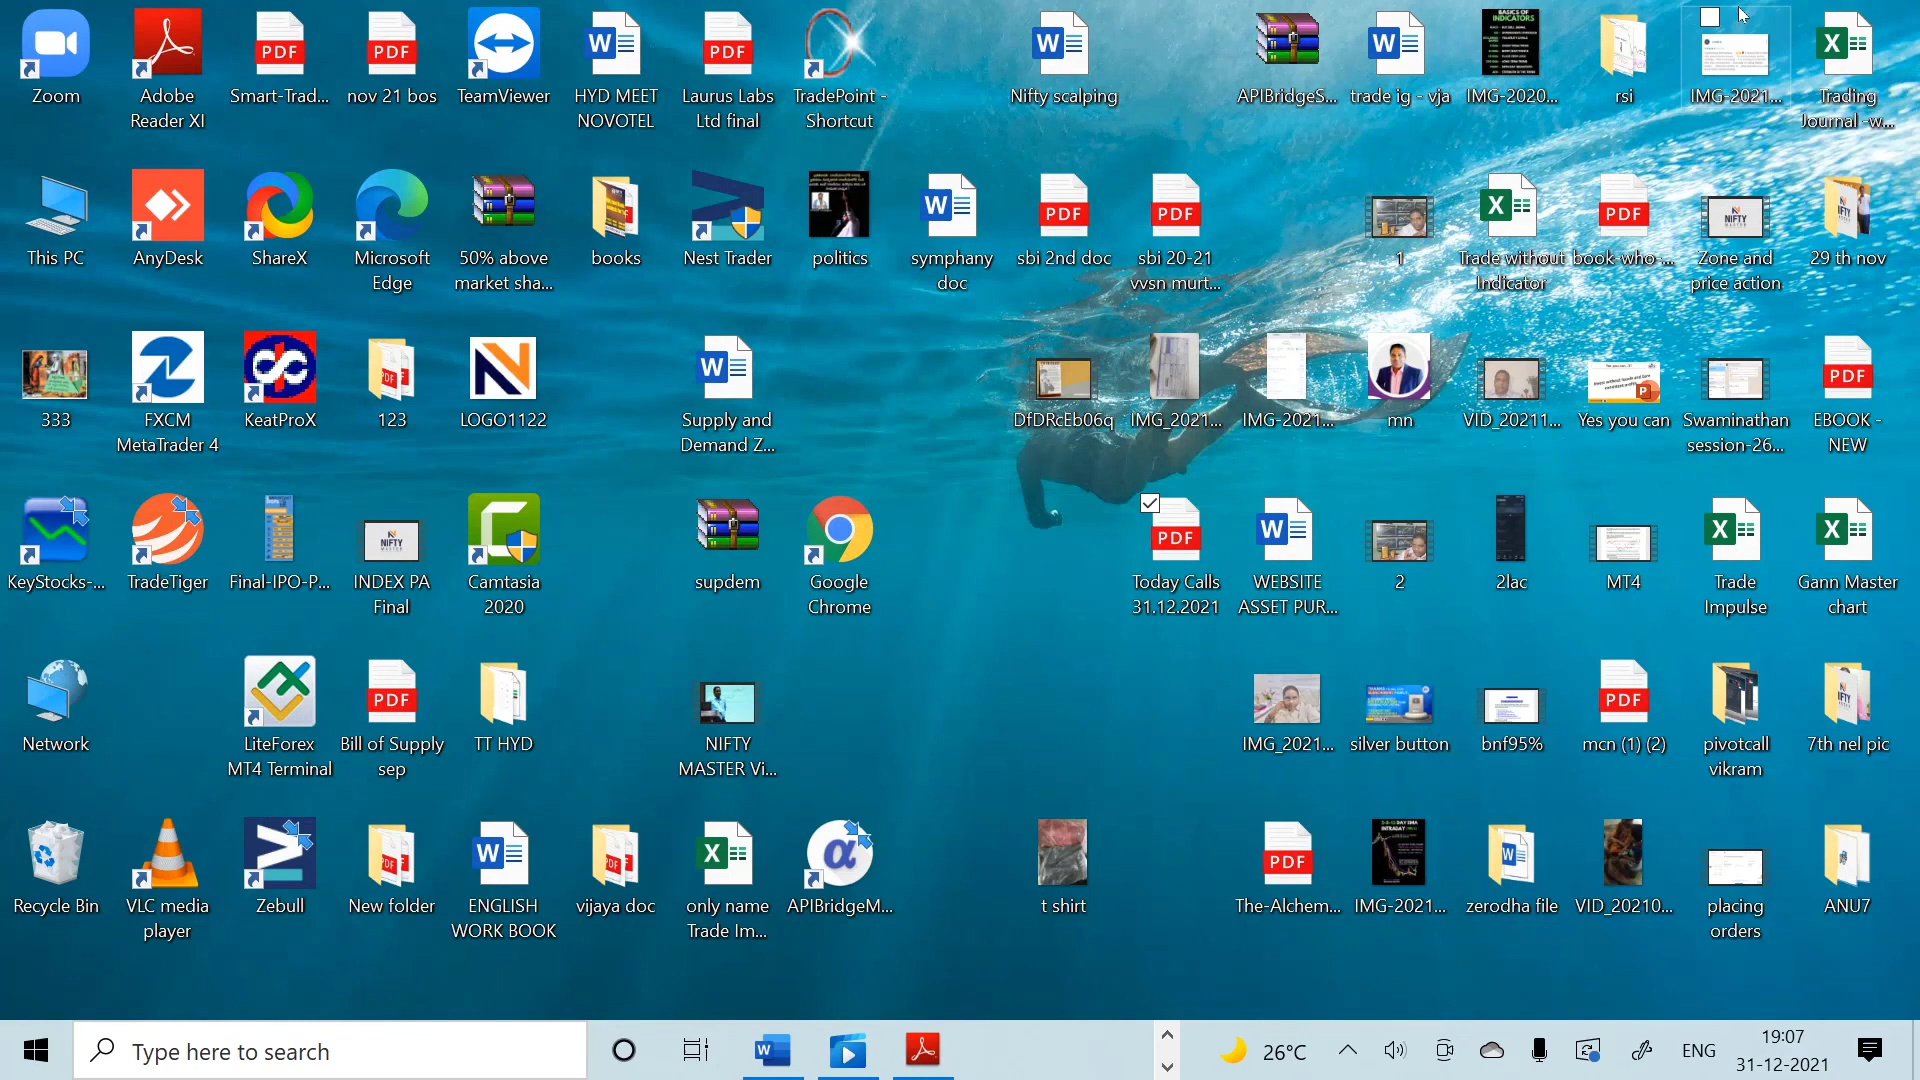 Zoom
Adobe
Reader XI
Smart-Trad...
nov 21 bos
TeamViewer
HYD MEET
NOVOTEL
Laurus Labs
Ltd final
TradePoint -
Shortcut
Nifty scalping
APIBridgeS...
trade ig - vja
IMG-2020...
rsi
IMG-2021...
Trading
Journal -w...
This PC
AnyDesk
ShareX
Microsoft
Edge
50% above
market sha...
books
Nest Trader
politics
symphany
doc
sbi 2nd doc
sbi 20-21
vvsn murt...
1
Trade without
Indicator
book-who-...
Zone and
price action
29 th nov
333
FXCM
MetaTrader 4
KeatProX
123
LOGO1122
Supply and
Demand Z...
DfDRcEb06q
IMG_2021...
IMG-2021...
mn
VID_20211...
Yes you can
Swaminathan
session-26...
EBOOK -
NEW
KeyStocks-...
TradeTiger
Final-IPO-P...
INDEX PA
Final
Camtasia
2020
supdem
Google
Chrome
Today Calls
31.12.2021
WEBSITE
ASSET PUR...
2
2lac
MT4
Trade
Impulse
Gann Master
chart
Network
LiteForex
MT4 Terminal
Bill of Supply
sep
TT HYD
NIFTY
MASTER Vi...
IMG_2021...
silver button
bnf95%
mcn (1) (2)
pivotcall
vikram
7th nel pic
Recycle Bin
VLC media
player
Zebull
New folder
ENGLISH
WORK BOOK
vijaya doc
only name
Trade Im...
APIBridgeM...
t shirt
The-Alchem...
IMG-2021...
zerodha file
VID_20210...
placing
orders
ANU7
Type here to search
26°C
ENG
19:07
31-12-2021